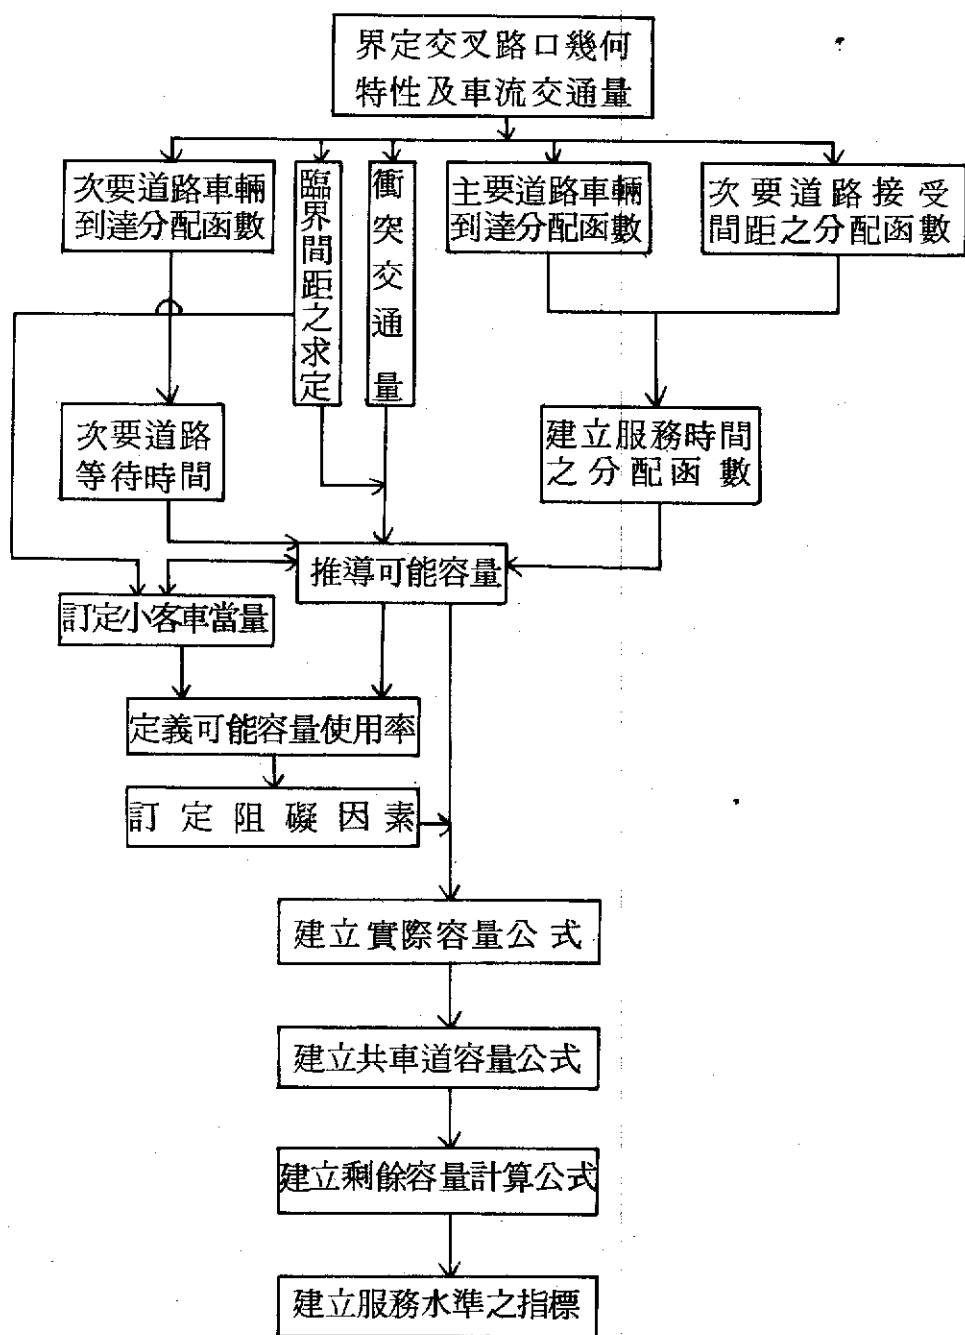 界定交叉路口幾何
特性及車流交通量
次要道路車輛
到達分配函數
臨界間距之求定
衝突交通量
主要道路車輛
到達分配函數
次要道路接受
間距之分配函數
次要道路
等待時間
建立服務時間
之分配函數
推導可能容量
訂定小客車當量
定義可能容量使用率
訂定阻礙因素
建立實際容量公式
建立共車道容量公式
建立剩餘容量計算公式
建立服務水準之指標